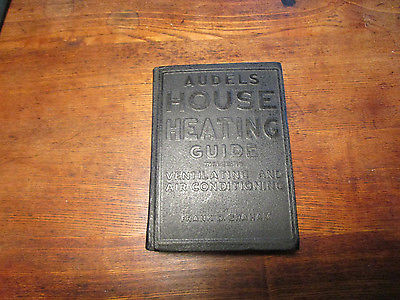 AUDELS
HOUSE
HEATING
GUIDE
VENTILATING AND
AIR CONDITIONING
FRANK D. GRAHAM